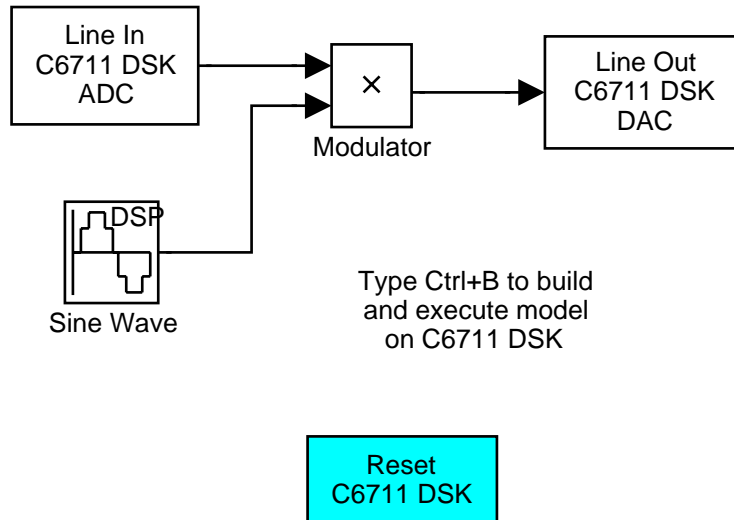 Line In
C6711 DSK
ADC
×
Modulator
Line Out
C6711 DSK
DAC
DSP
Sine Wave
Type Ctrl+B to build
and execute model
on C6711 DSK
Reset
C6711 DSK